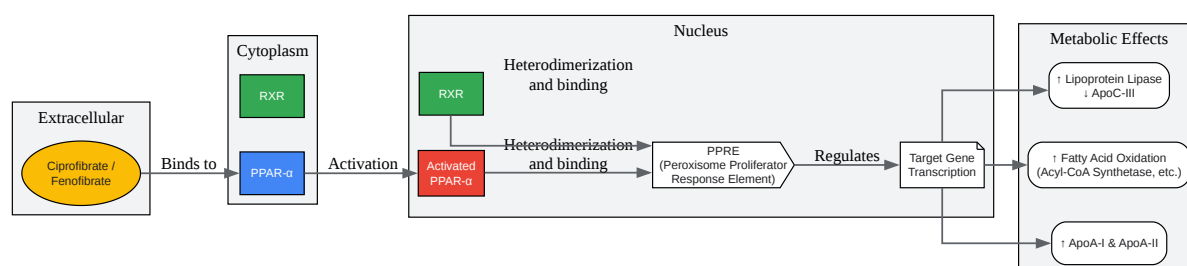 Extracellular
Ciprofibrate /
Fenofibrate
Binds to
Cytoplasm
RXR
PPAR-α
Activation
Nucleus
RXR
Activated
PPAR-α
Heterodimerization
and binding
Heterodimerization
and binding
PPRE
(Peroxisome Proliferator
Response Element)
Regulates
Target Gene
Transcription
Metabolic Effects
↑ Lipoprotein Lipase
↓ ApoC-III
↑ Fatty Acid Oxidation
(Acyl-CoA Synthetase, etc.)
↑ ApoA-I & ApoA-II